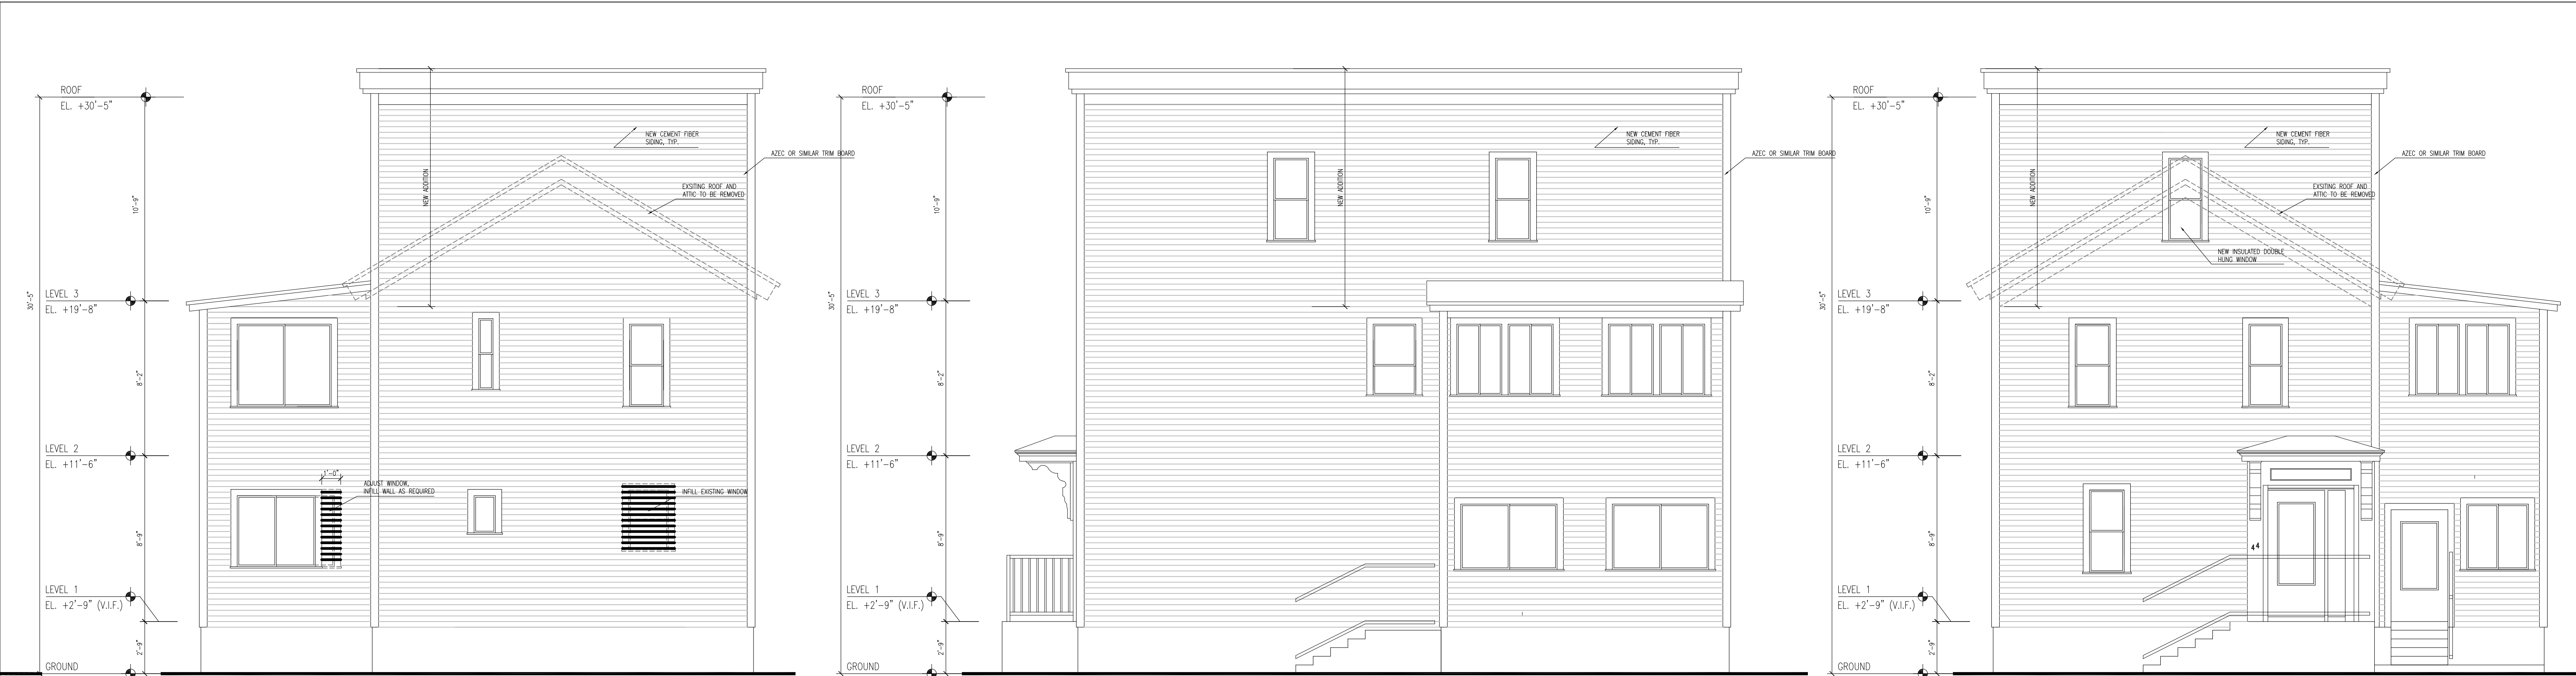 ROOF
EL. +30'-5"
NEW CEMENT FIBER
SIDING, TYP.
AZEC OR SIMILAR TRIM BOARD
NEW ADDITION
EXSITING ROOF AND
ATTIC TO BE REMOVED
10'-9"
30'-5"
LEVEL 3
EL. +19'-8"
8'-2"
LEVEL 2
EL. +11'-6"
1'-0"
ADJUST WINDOW,
INFILL WALL AS REQUIRED
INFILL EXISTING WINDOW
8'-9"
LEVEL 1
EL. +2'-9" (V.I.F.)
2'-9"
GROUND
ROOF
EL. +30'-5"
NEW CEMENT FIBER
SIDING, TYP.
AZEC OR SIMILAR TRIM BOARD
NEW ADDITION
10'-9"
30'-5"
LEVEL 3
EL. +19'-8"
8'-2"
LEVEL 2
EL. +11'-6"
8'-9"
LEVEL 1
EL. +2'-9" (V.I.F.)
2'-9"
GROUND
ROOF
EL. +30'-5"
NEW CEMENT FIBER
SIDING, TYP.
AZEC OR SIMILAR TRIM BOARD
NEW ADDITION
EXSITING ROOF AND
ATTIC TO BE REMOVED
10'-9"
NEW INSULATED DOUBLE
HUNG WINDOW
30'-5"
LEVEL 3
EL. +19'-8"
8'-2"
LEVEL 2
EL. +11'-6"
8'-9"
44
LEVEL 1
EL. +2'-9" (V.I.F.)
2'-9"
GROUND